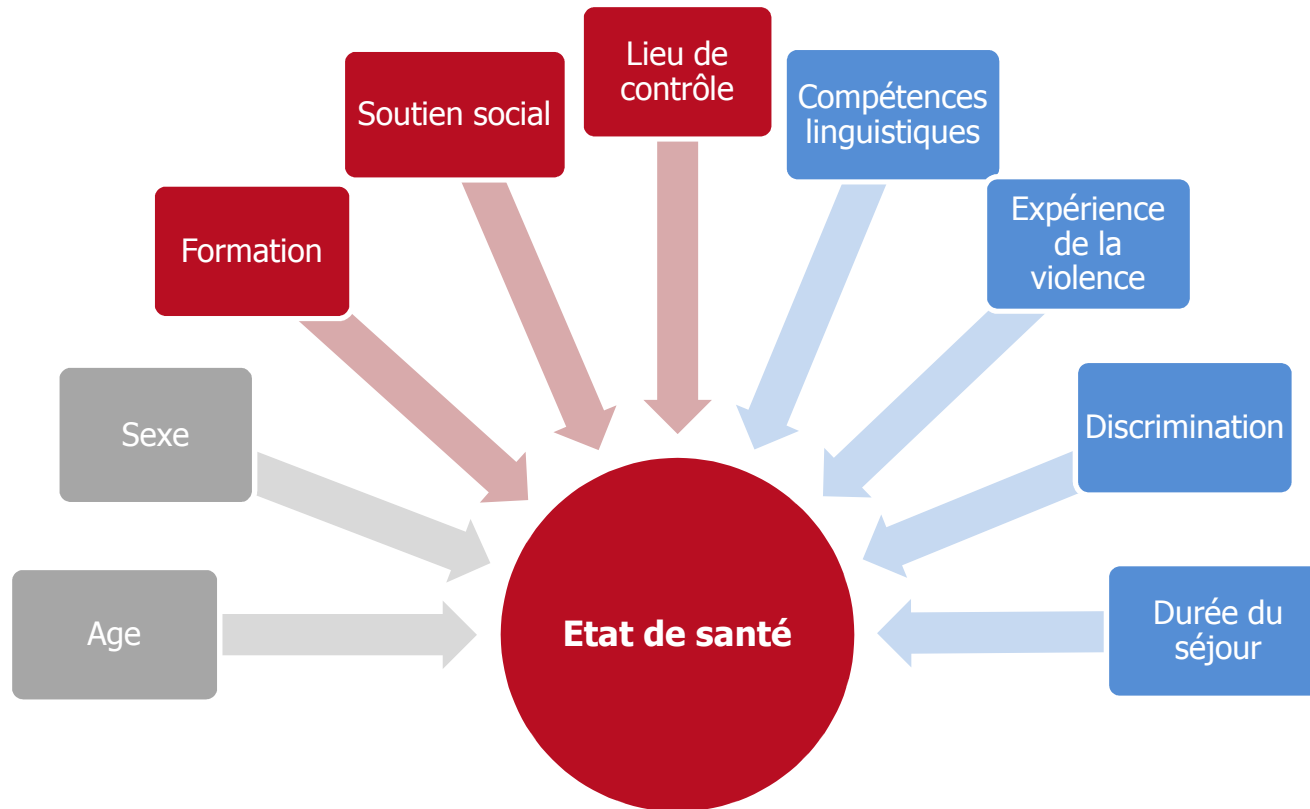 Lieu de
contrôle
Soutien social
Compétences
linguistiques
Formation
Expérience
de la
violence
Sexe
Discrimination
Age
Etat de santé
Durée du
séjour